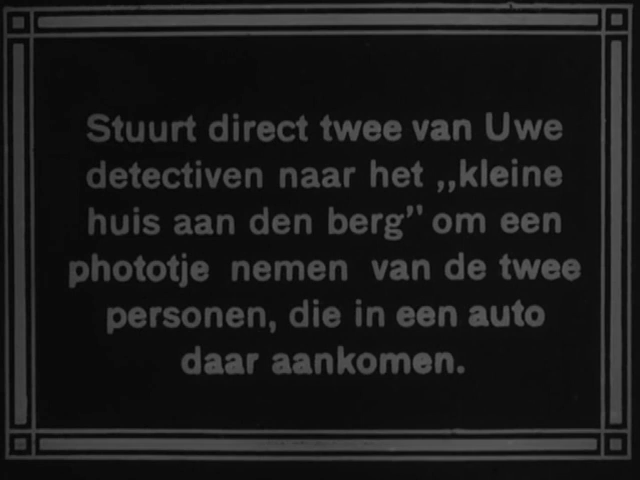 Stuurt direct twee van Uwe
detectiven naar het „kleine
huis aan den berg” om een
phototje nemen van de twee
personen, die in een auto
daar aankomen.